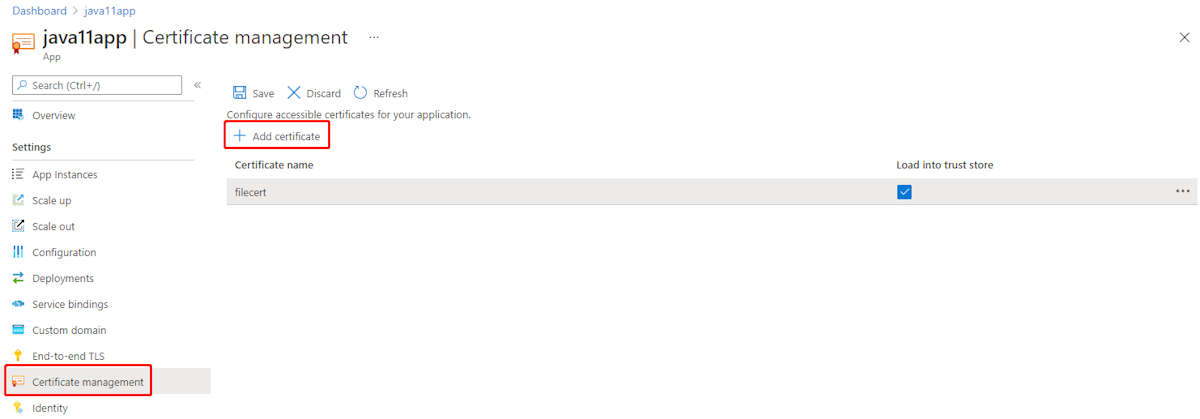 Dashboard > java11app
java11app | Certificate management ...
App
Search (Ctrl+/)
«
Save Discard Refresh
Overview
Configure accessible certificates for your application.
+ Add certificate
Settings
Certificate name Load into trust store
App Instances
filecert ...
Scale up
Scale out
Configuration
Deployments
Service bindings
Custom domain
End-to-end TLS
Certificate management
Identity